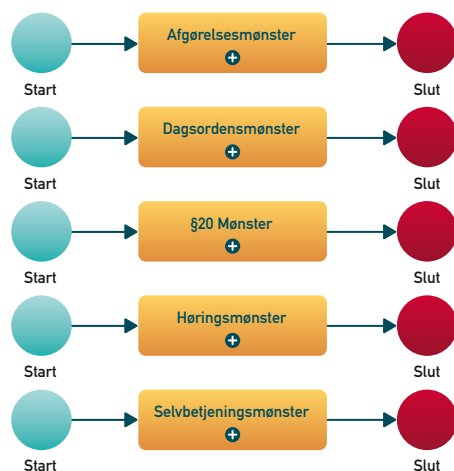 Afgørelsesmønster
Start
Slut
Dagsordensmønster
Start
Slut
§20 Mønster
Start
Slut
Høringsmønster
Start
Slut
Selvbetjeningsmønster
Start
Slut